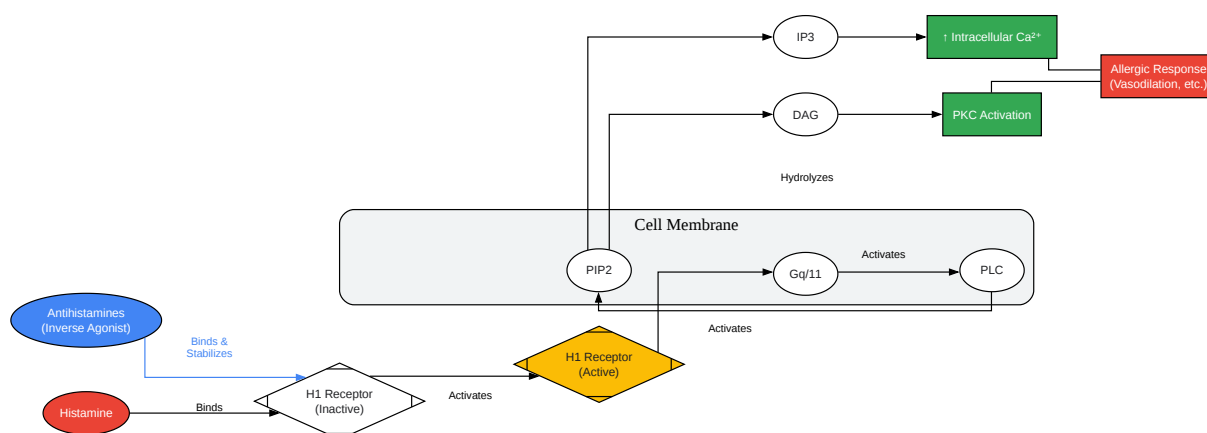 IP3
↑ Intracellular Ca²⁺
Allergic Response
(Vasodilation, etc.)
DAG
PKC Activation
Hydrolyzes
Cell Membrane
PIP2
Gq/11
Activates
PLC
Antihistamines
(Inverse Agonist)
Binds &
Stabilizes
Activates
H1 Receptor
(Active)
H1 Receptor
(Inactive)
Activates
Histamine
Binds